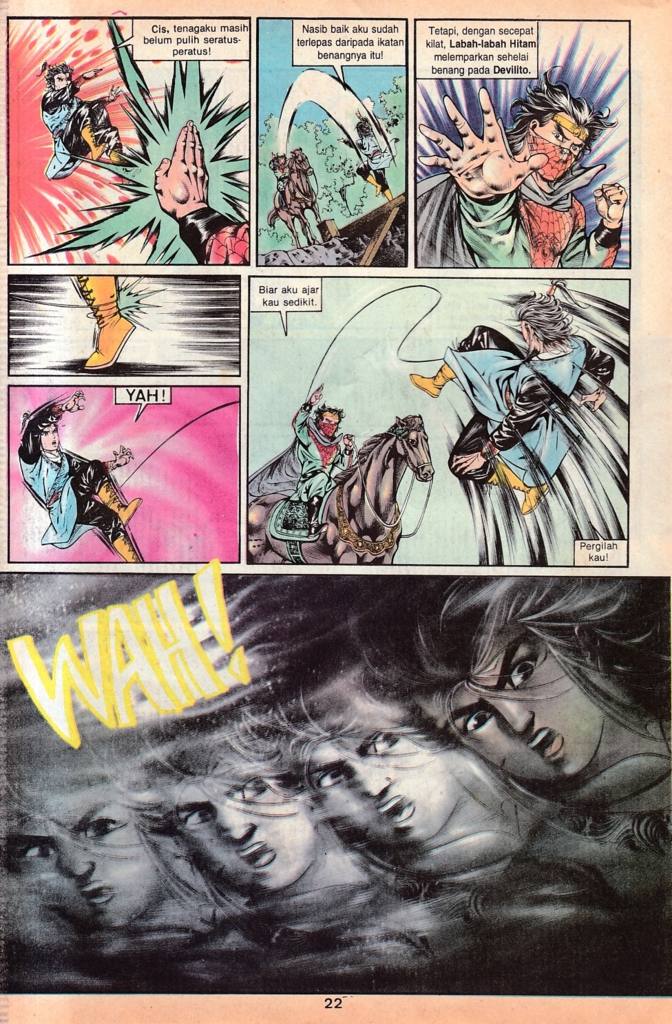 Cis, tenagaku masih
belum pulih seratus-
peratus!
Nasib baik aku sudah
terlepas daripada ikatan
benangnya itu!
Tetapi, dengan secepat
kilat, Labah-labah Hitam
melemparkan sehelai
benang pada Devilito.
YAH!
Biar aku ajar
kau sedikit.
Pergilah
kau!
WAH!
22